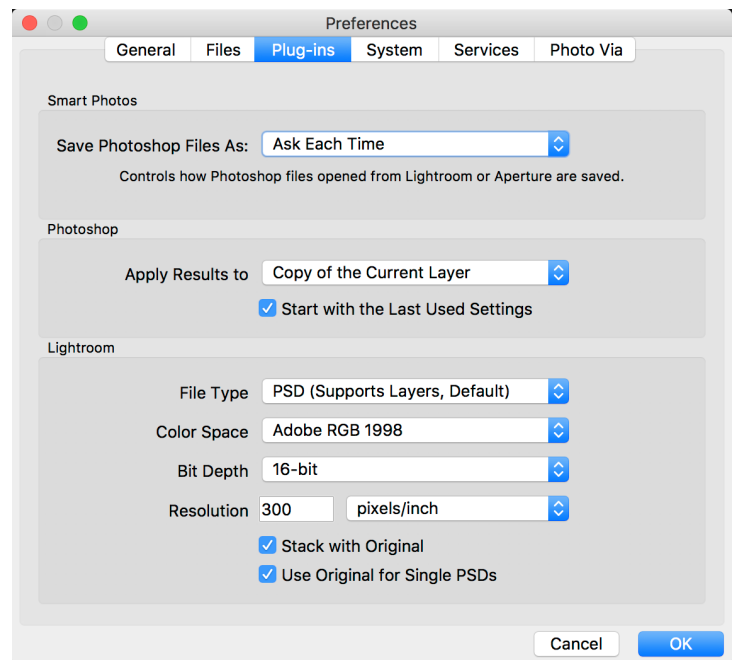 Preferences
General Files Plug-ins System Services Photo Via
Smart Photos
Save Photoshop Files As: Ask Each Time
Controls how Photoshop files opened from Lightroom or Aperture are saved.
Photoshop
Apply Results to Copy of the Current Layer
Start with the Last Used Settings
Lightroom
File Type PSD (Supports Layers, Default)
Color Space Adobe RGB 1998
Bit Depth 16-bit
Resolution 300 pixels/inch
Stack with Original
Use Original for Single PSDs
Cancel OK